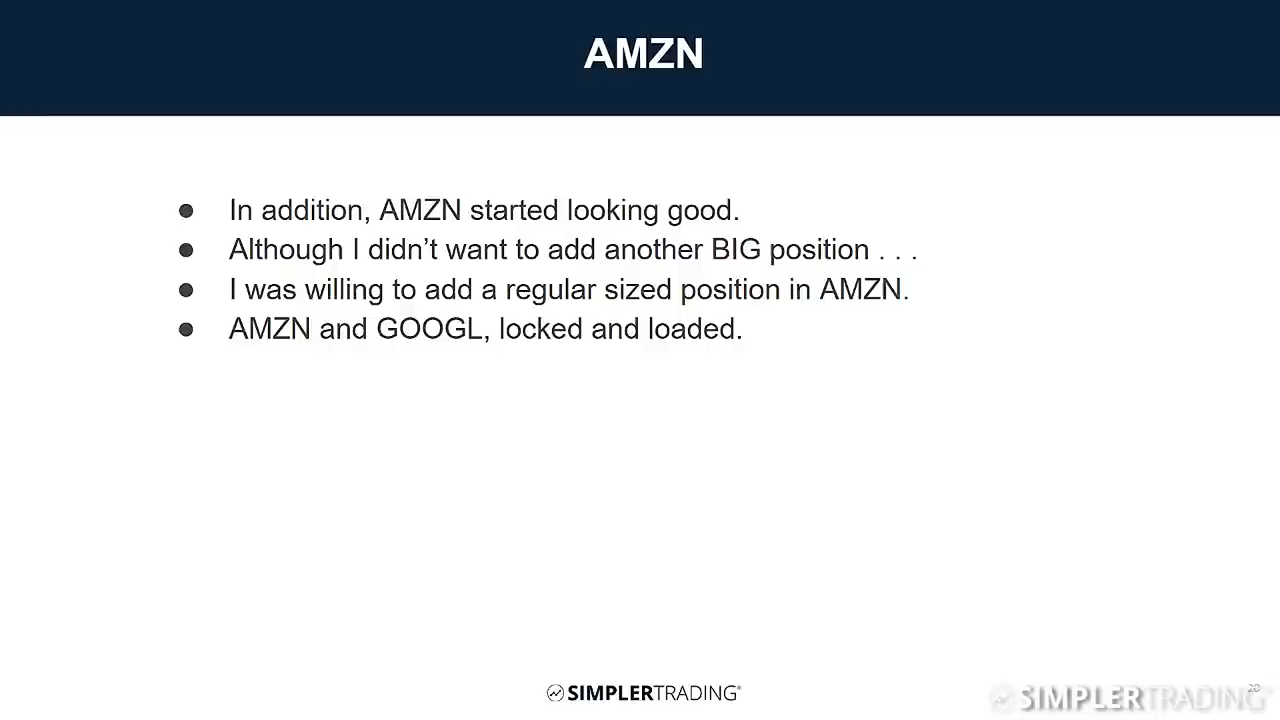 AMZN
● In addition, AMZN started looking good.
● Although I didn’t want to add another BIG position . . .
● I was willing to add a regular sized position in AMZN.
● AMZN and GOOGL, locked and loaded.
SIMPLERTRADING®
20
SIMPLERTRADING®